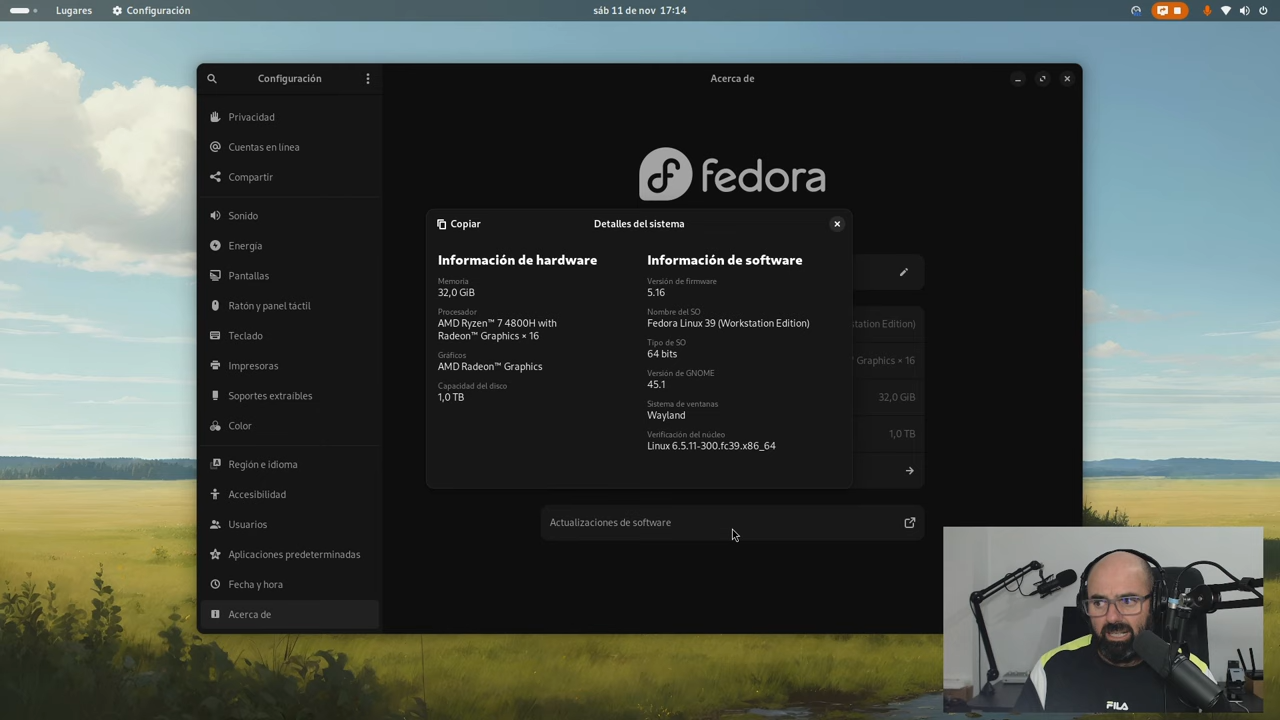 Lugares
Configuración
sáb 11 de nov 17:14
Configuración
Acerca de
Privacidad
Cuentas en línea
Compartir
Sonido
Energía
Pantallas
Ratón y panel táctil
Teclado
Impresoras
Soportes extraíbles
Color
Región e idioma
Accesibilidad
Usuarios
Aplicaciones predeterminadas
Fecha y hora
Acerca de
fedora
Copiar
Detalles del sistema
Información de hardware
Memoria
32,0 GiB
Procesador
AMD Ryzen™ 7 4800H with
Radeon™ Graphics × 16
Gráficos
AMD Radeon™ Graphics
Capacidad del disco
1,0 TB
Información de software
Versión de firmware
5.16
Nombre del SO
Fedora Linux 39 (Workstation Edition)
Tipo de SO
64 bits
Versión de GNOME
45.1
Sistema de ventanas
Wayland
Verificación del núcleo
Linux 6.5.11-300.fc39.x86_64
station Edition)
Graphics × 16
32,0 GiB
1,0 TB
Actualizaciones de software
FILA